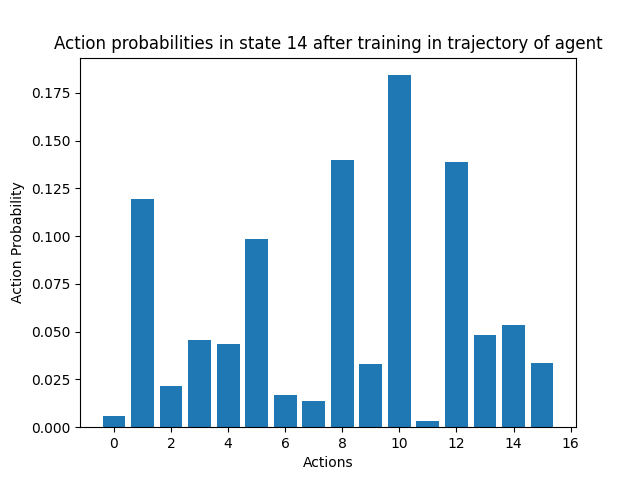 Action probabilities in state 14 after training in trajectory of agent
0.175
0.150
0.125
0.100
0.075
0.050
0.025
0.000
Action Probability
0 2 4 6 8 10 12 14 16
Actions